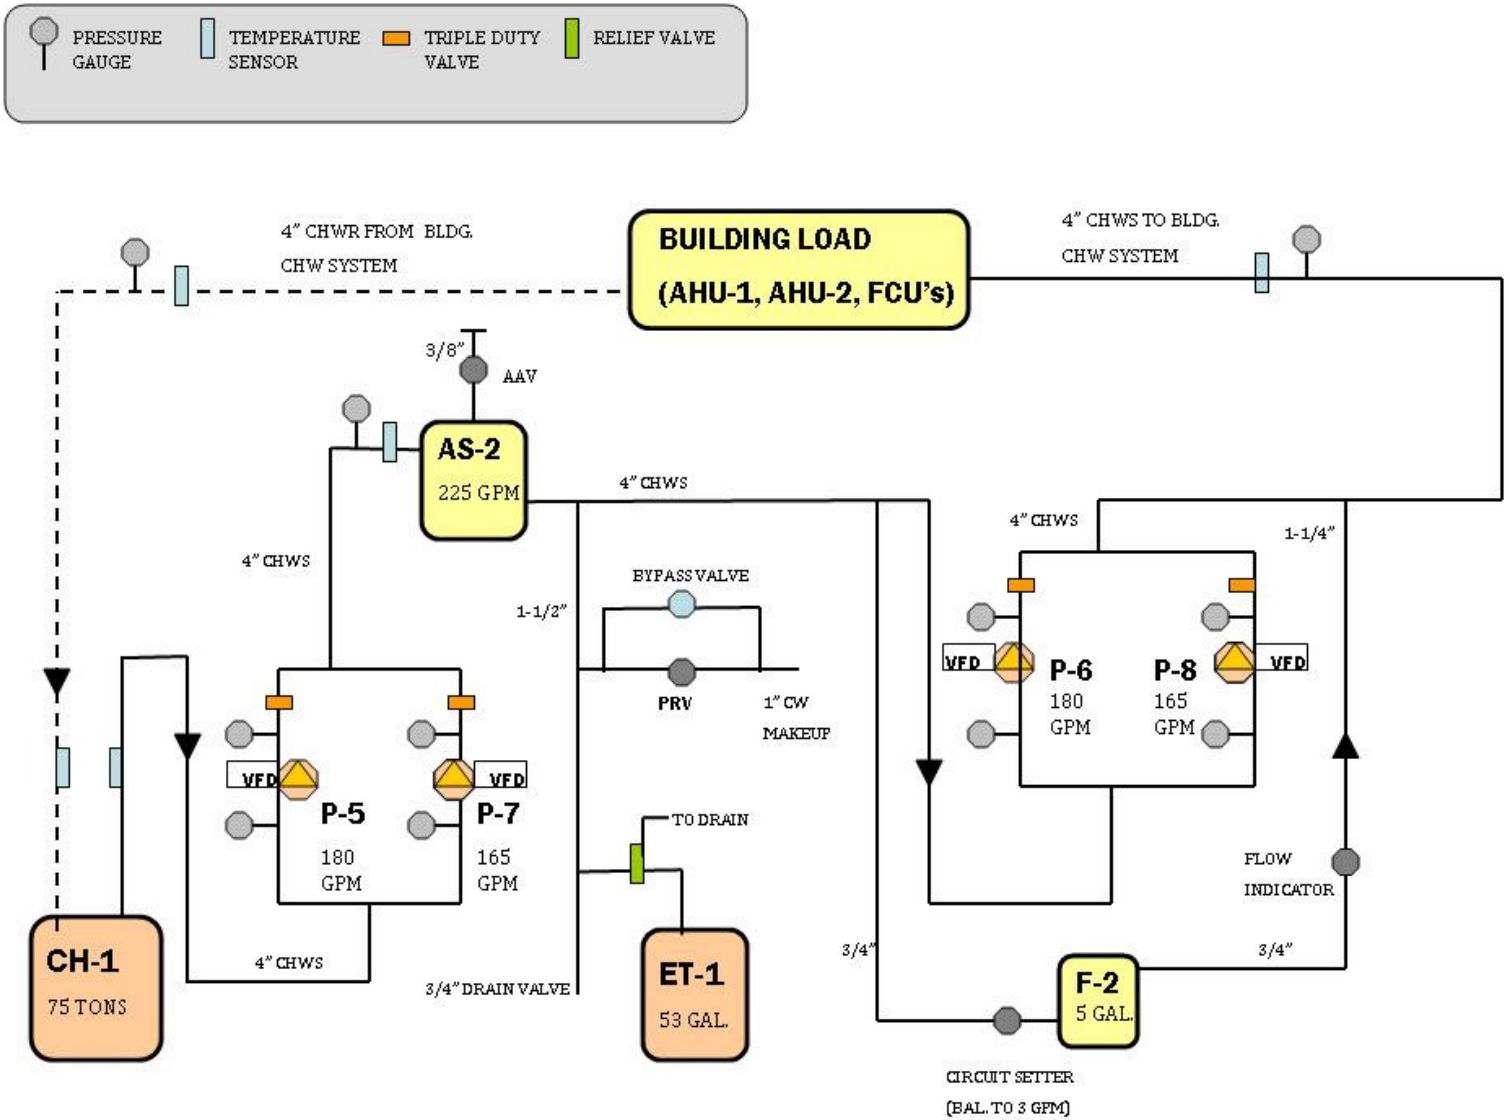 PRESSURE
GAUGE
TEMPERATURE
SENSOR
TRIPLE DUTY
VALVE
RELIEF VALVE
4” CHWR FROM BLDG.
CHW SYSTEM
BUILDING LOAD
(AHU-1, AHU-2, FCU's)
4” CHWS TO BLDG.
CHW SYSTEM
3/8”
AAV
AS-2
225 GPM
4” CHWS
4” CHWS
1-1/4”
4” CHWS
BYPASS VALVE
1-1/2”
PRV
1” CW
MAKEUP
VFD
P-6
180
GPM
P-8
165
GPM
VFD
VFD
P-5
180
GPM
VFD
P-7
165
GPM
TO DRAIN
FLOW
INDICATOR
CH-1
75 TONS
4” CHWS
3/4” DRAIN VALVE
ET-1
53 GAL.
3/4”
3/4”
F-2
5 GAL.
CIRCUIT SETTER
(BAL. TO 3 GPM)